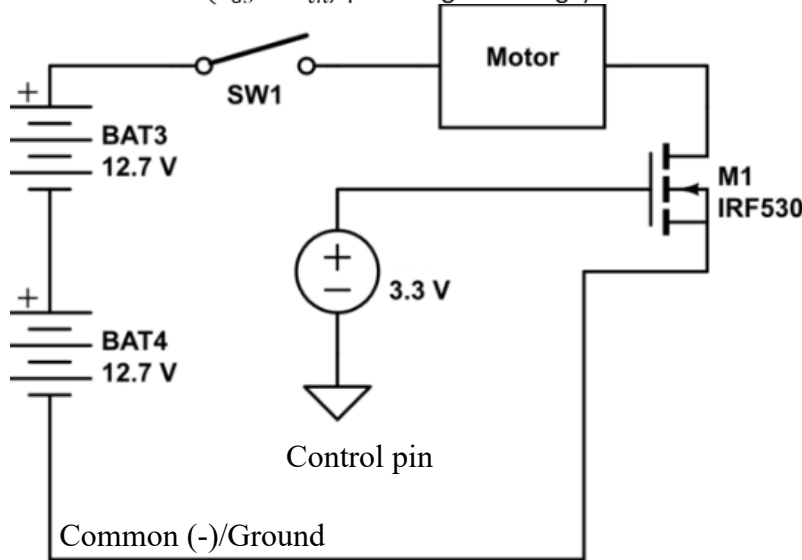 +
SW1
Motor
BAT3
12.7 V
M1
IRF530
+
−
3.3 V
+
BAT4
12.7 V
Control pin
Common (-)/Ground